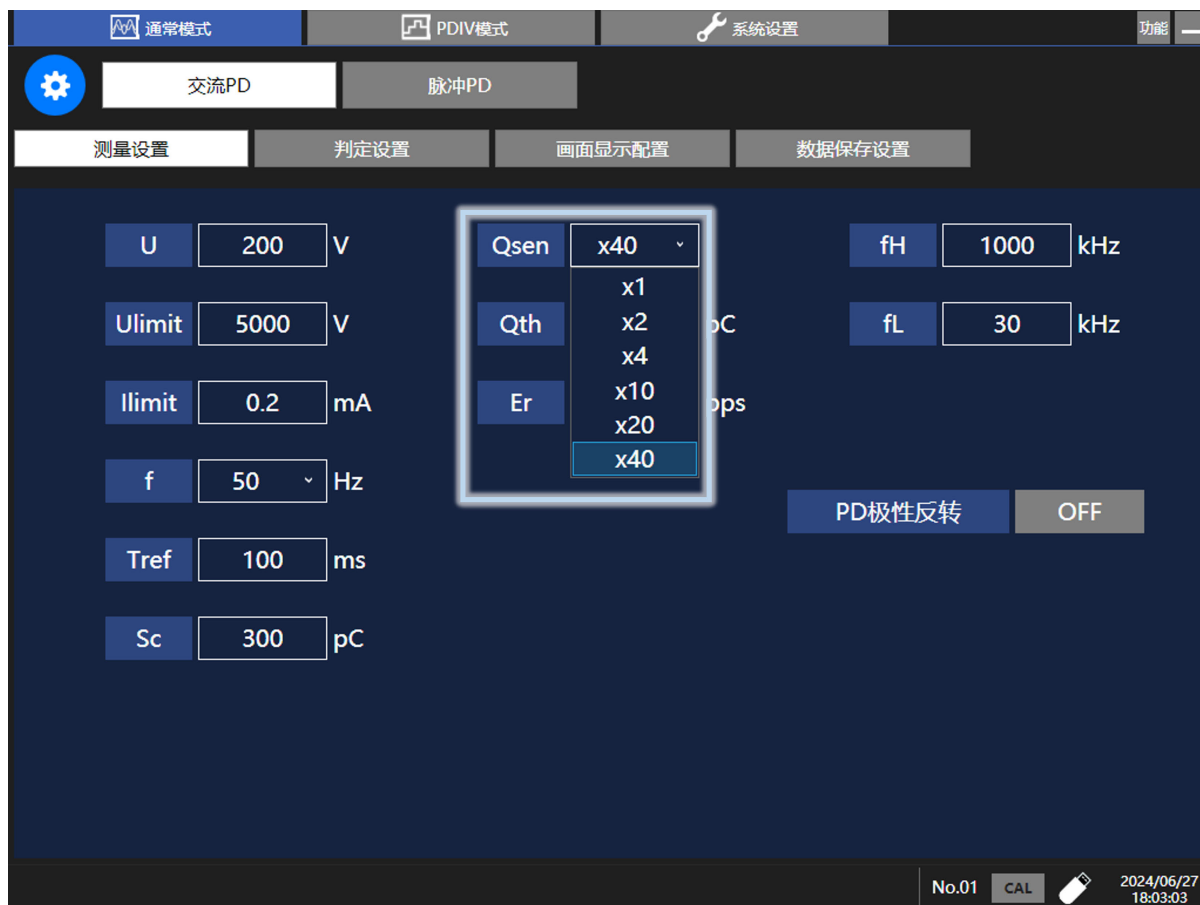 通常模式
PDIV模式
系统设置
功能
交流PD
脉冲PD
测量设置
判定设置
画面显示配置
数据保存设置
U 200 V
Qsen x40
fH 1000 kHz
x1
Ulimit 5000 V
Qth x2
fL 30 kHz
x4
Ilimit 0.2 mA
Er x10
x20
x40
f 50 Hz
PD极性反转 OFF
Tref 100 ms
Sc 300 pC
No.01 CAL
2024/06/27
18:03:03